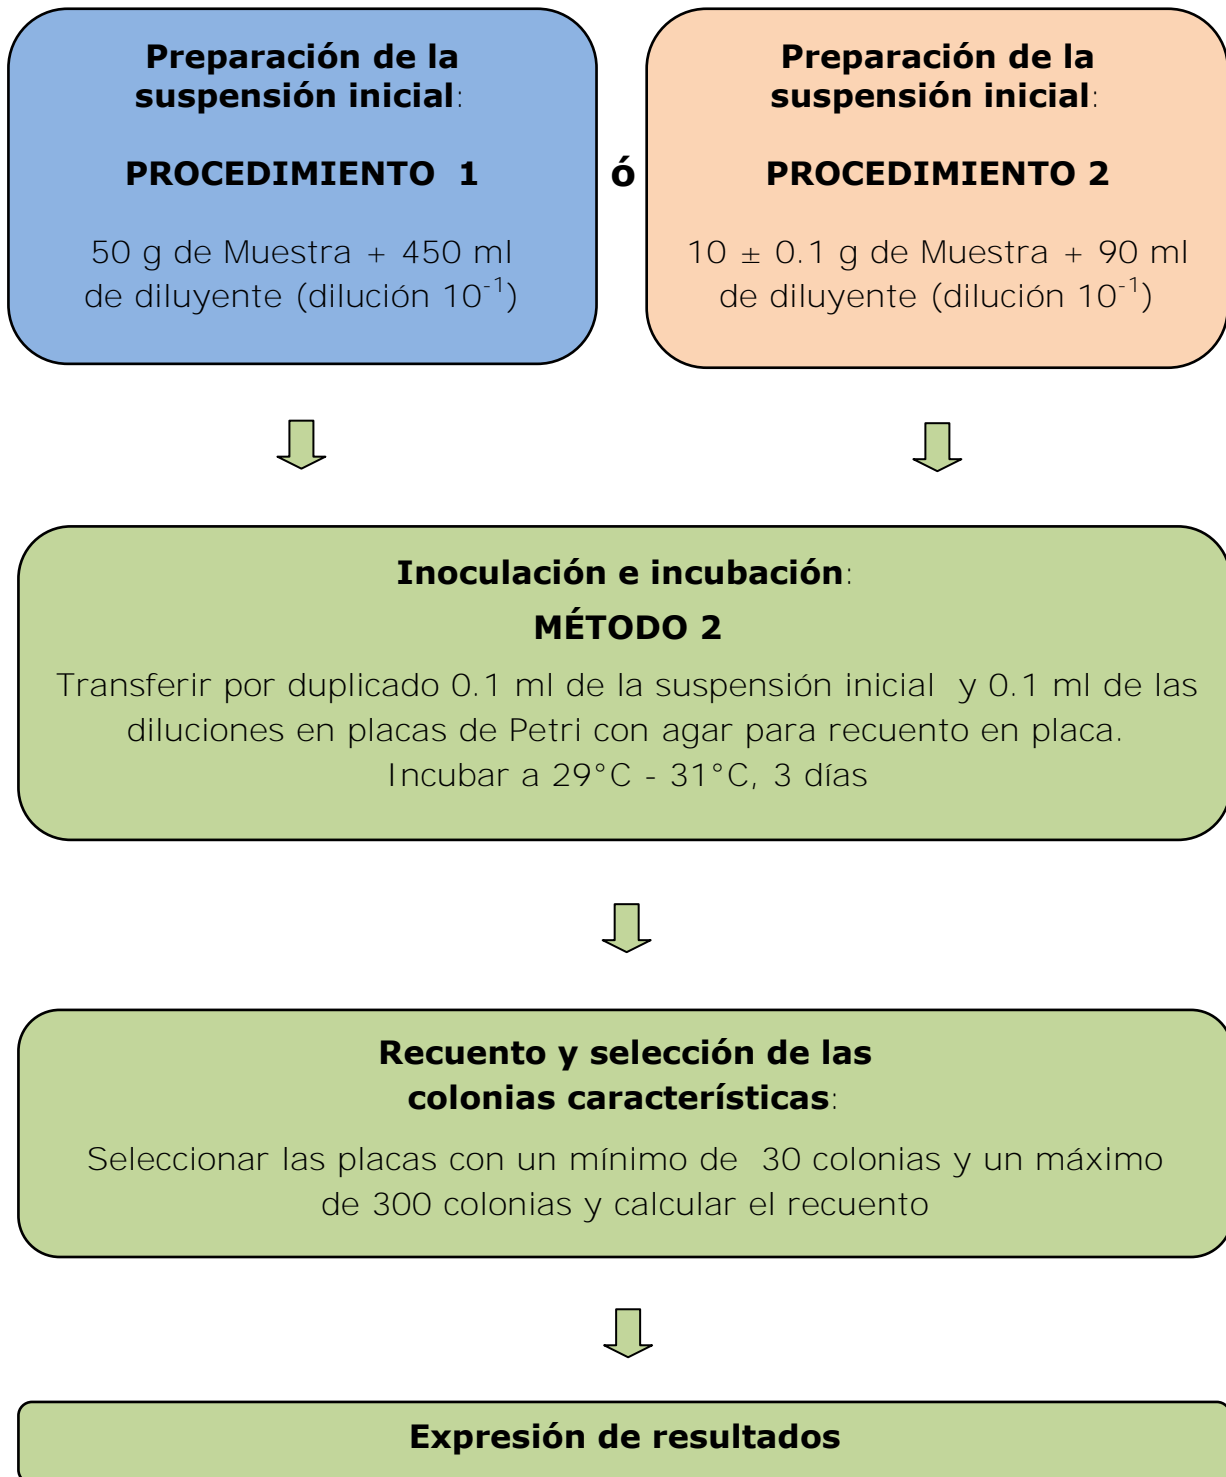 Preparación de la
suspensión inicial:
PROCEDIMIENTO 1
50 g de Muestra + 450 ml
de diluyente (dilución 10⁻¹)
ó
Preparación de la
suspensión inicial:
PROCEDIMIENTO 2
10 ± 0.1 g de Muestra + 90 ml
de diluyente (dilución 10⁻¹)
Inoculación e incubación:
MÉTODO 2
Transferir por duplicado 0.1 ml de la suspensión inicial y 0.1 ml de las
diluciones en placas de Petri con agar para recuento en placa.
Incubar a 29°C - 31°C, 3 días
Recuento y selección de las
colonias características:
Seleccionar las placas con un mínimo de 30 colonias y un máximo
de 300 colonias y calcular el recuento
Expresión de resultados